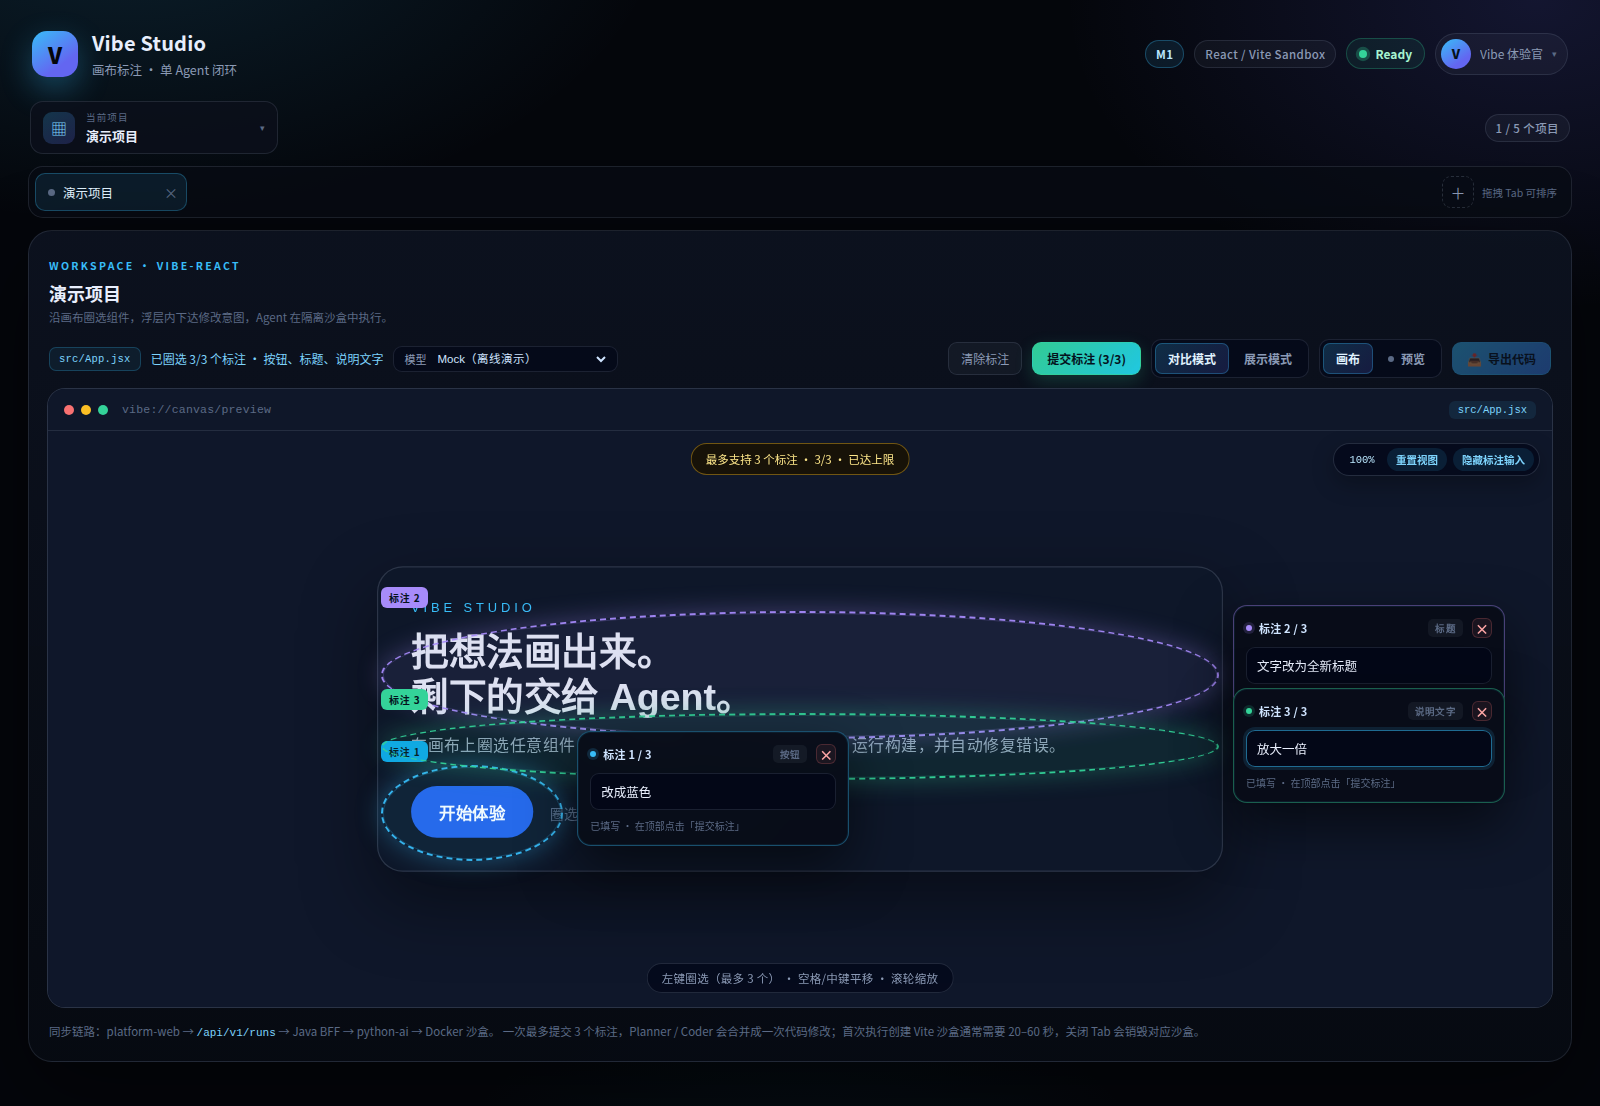 V
Vibe Studio
画布标注 · 单 Agent 闭环
M1
React / Vite Sandbox
Ready
V
Vibe 体验官
当前项目
演示项目
1 / 5 个项目
演示项目
拖拽 Tab 可排序
WORKSPACE · VIBE-REACT
演示项目
沿画布圈选组件，浮层内下达修改意图，Agent 在隔离沙盒中执行。
src/App.jsx
已圈选 3/3 个标注 · 按钮、标题、说明文字
模型
Mock（离线演示）
清除标注
提交标注 (3/3)
对比模式
展示模式
画布
预览
导出代码
vibe://canvas/preview
src/App.jsx
最多支持 3 个标注 · 3/3 · 已达上限
100%
重置视图
隐藏标注输入
标注 2
VIBE STUDIO
把想法画出来。
标注 3
剩下的交给 Agent。
标注 1
在画布上圈选任意组件
运行构建，并自动修复错误。
开始体验
圈选
标注 1 / 3
按钮
改成蓝色
已填写 · 在顶部点击「提交标注」
标注 2 / 3
标题
文字改为全新标题
标注 3 / 3
说明文字
放大一倍
已填写 · 在顶部点击「提交标注」
左键圈选（最多 3 个） · 空格/中键平移 · 滚轮缩放
同步链路：platform-web → /api/v1/runs → Java BFF → python-ai → Docker 沙盒。 一次最多提交 3 个标注，Planner / Coder 会合并成一次代码修改；首次执行创建 Vite 沙盒通常需要 20–60 秒，关闭 Tab 会销毁对应沙盒。